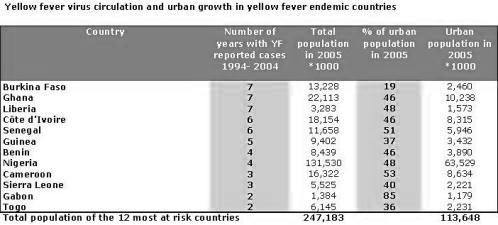 Yellow fever virus circulation and urban growth in yellow fever endemic countries
Country Number of years with YF reported cases 1994- 2004 Total population in 2005 *1000 % of urban population in 2005 Urban population in 2005 *1000
Burkina Faso 7 13,228 19 2,460
Ghana 7 22,113 46 10,238
Liberia 7 3,283 48 1,573
Côte d'Ivoire 6 18,154 46 8,315
Senegal 6 11,658 51 5,946
Guinea 5 9,402 37 3,432
Benin 4 8,439 46 3,890
Nigeria 4 131,530 48 63,529
Cameroon 3 16,322 53 8,634
Sierra Leone 3 5,525 40 2,221
Gabon 2 1,384 85 1,179
Togo 2 6,145 36 2,231
Total population of the 12 most at risk countries 247,183 113,648